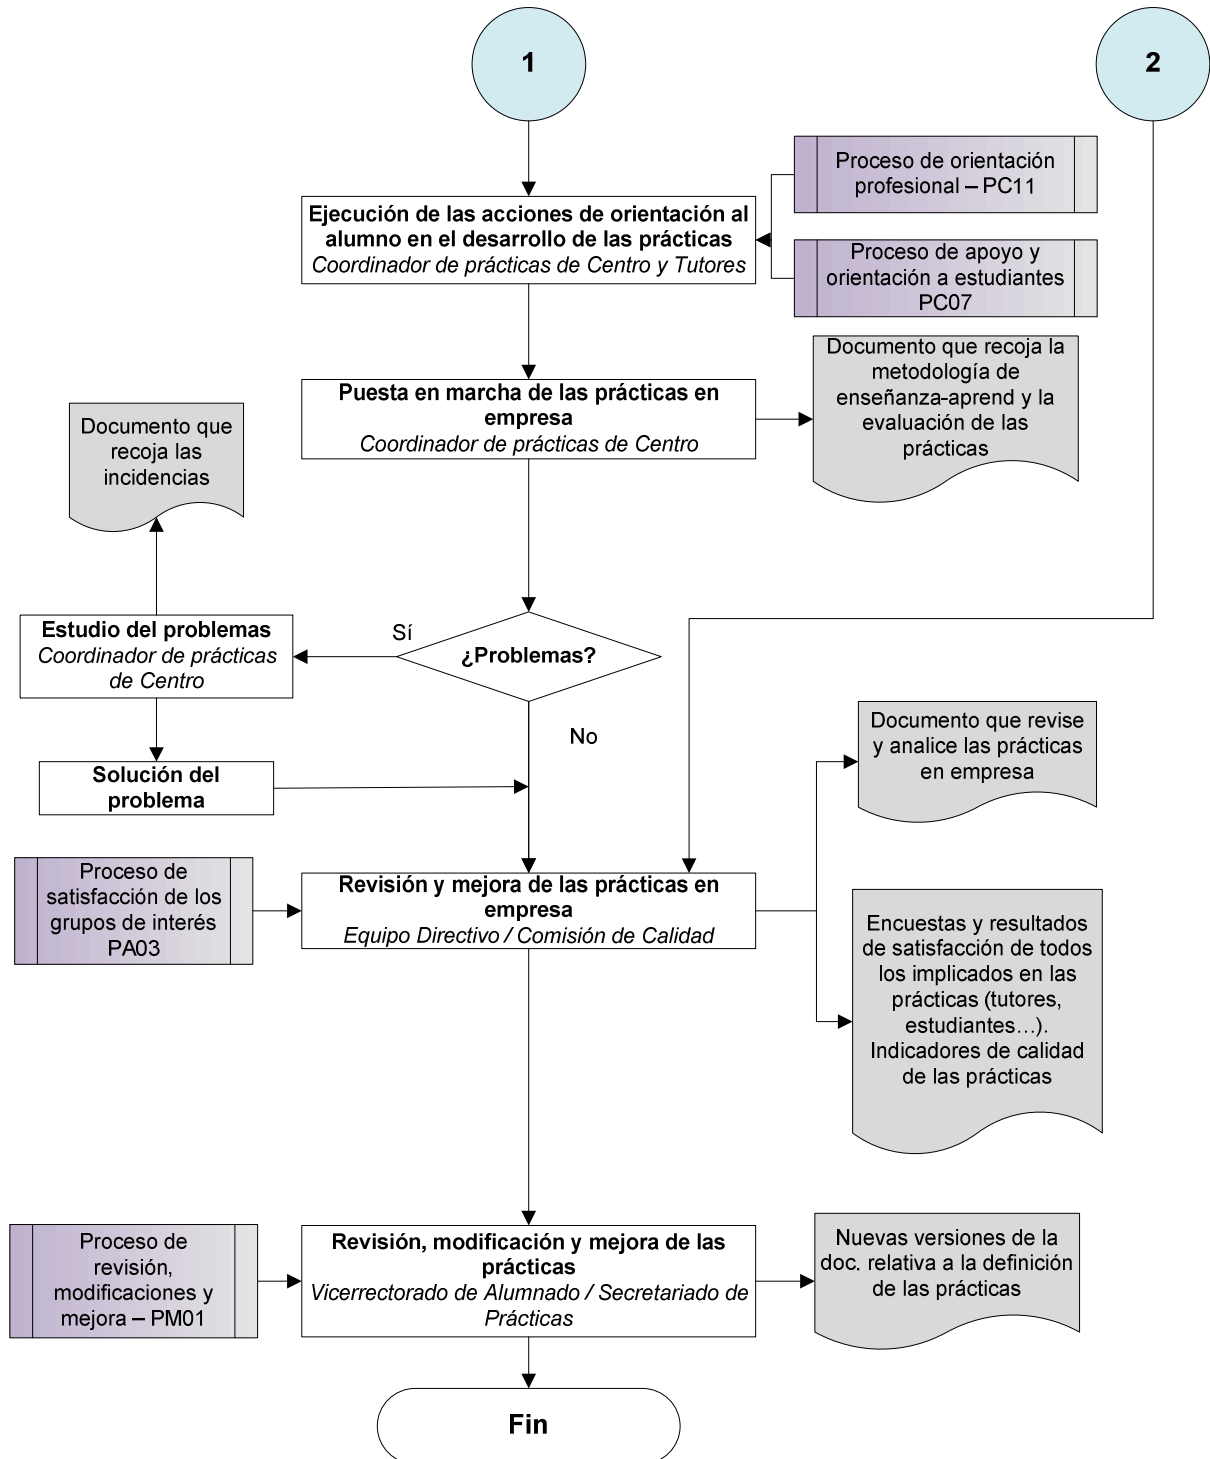 1
2
Proceso de orientación
profesional – PC11
Ejecución de las acciones de orientación al
alumno en el desarrollo de las prácticas
Coordinador de prácticas de Centro y Tutores
Proceso de apoyo y
orientación a estudiantes
PC07
Documento que recoja la
metodología de
enseñanza-aprend y la
evaluación de las
prácticas
Puesta en marcha de las prácticas en
empresa
Coordinador de prácticas de Centro
Documento que
recoja las
incidencias
Estudio del problemas
Coordinador de prácticas
de Centro
Sí
¿Problemas?
No
Solución del
problema
Documento que revise
y analice las prácticas
en empresa
Proceso de
satisfacción de los
grupos de interés
PA03
Revisión y mejora de las prácticas en
empresa
Equipo Directivo / Comisión de Calidad
Encuestas y resultados
de satisfacción de todos
los implicados en las
prácticas (tutores,
estudiantes…).
Indicadores de calidad
de las prácticas
Proceso de
revisión,
modificaciones y
mejora – PM01
Revisión, modificación y mejora de las
prácticas
Vicerrectorado de Alumnado / Secretariado de
Prácticas
Nuevas versiones de la
doc. relativa a la definición
de las prácticas
Fin